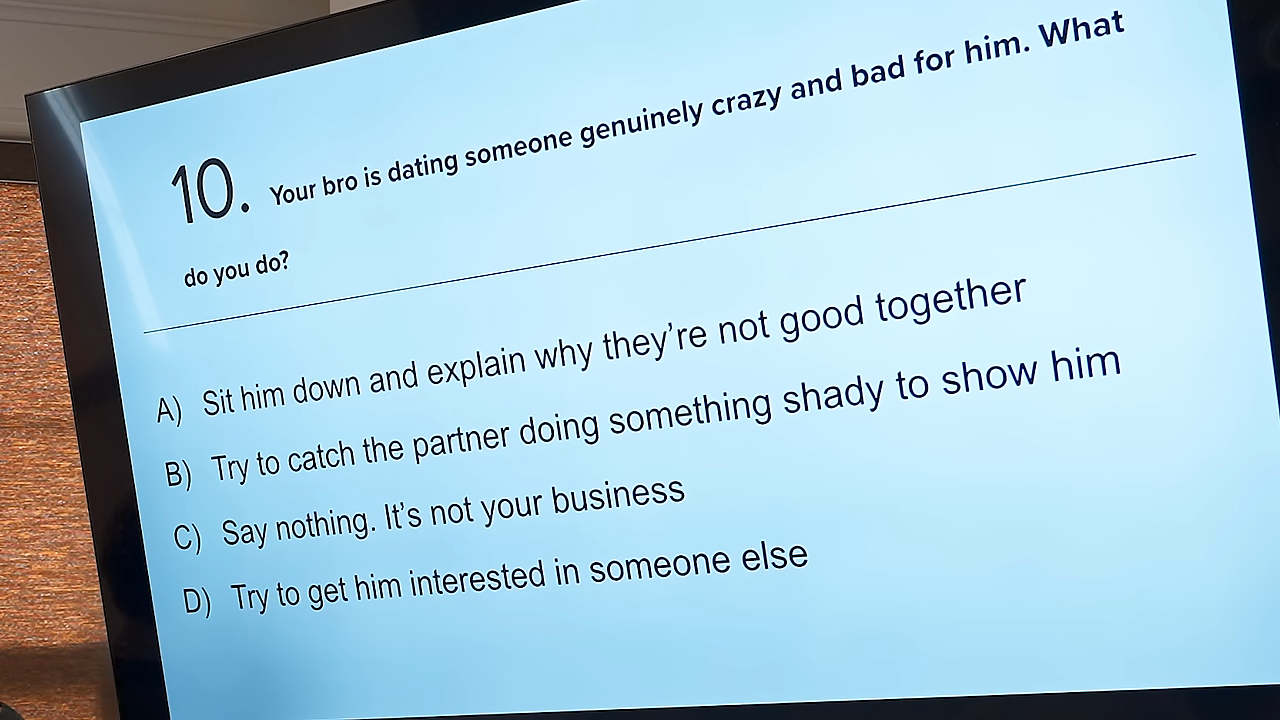 10. Your bro is dating someone genuinely crazy and bad for him. What
do you do?
A) Sit him down and explain why they’re not good together
B) Try to catch the partner doing something shady to show him
C) Say nothing. It’s not your business
D) Try to get him interested in someone else